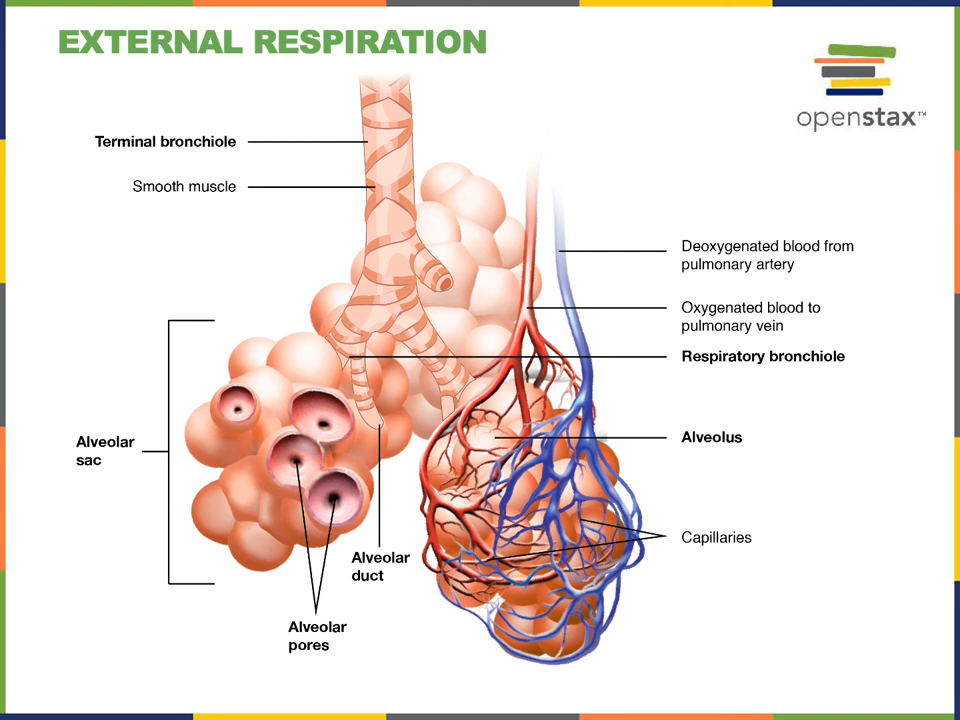 EXTERNAL RESPIRATION
openstax™
Terminal bronchiole
Smooth muscle
Deoxygenated blood from
pulmonary artery
Oxygenated blood to
pulmonary vein
Respiratory bronchiole
Alveolar
sac
Alveolus
Capillaries
Alveolar
duct
Alveolar
pores